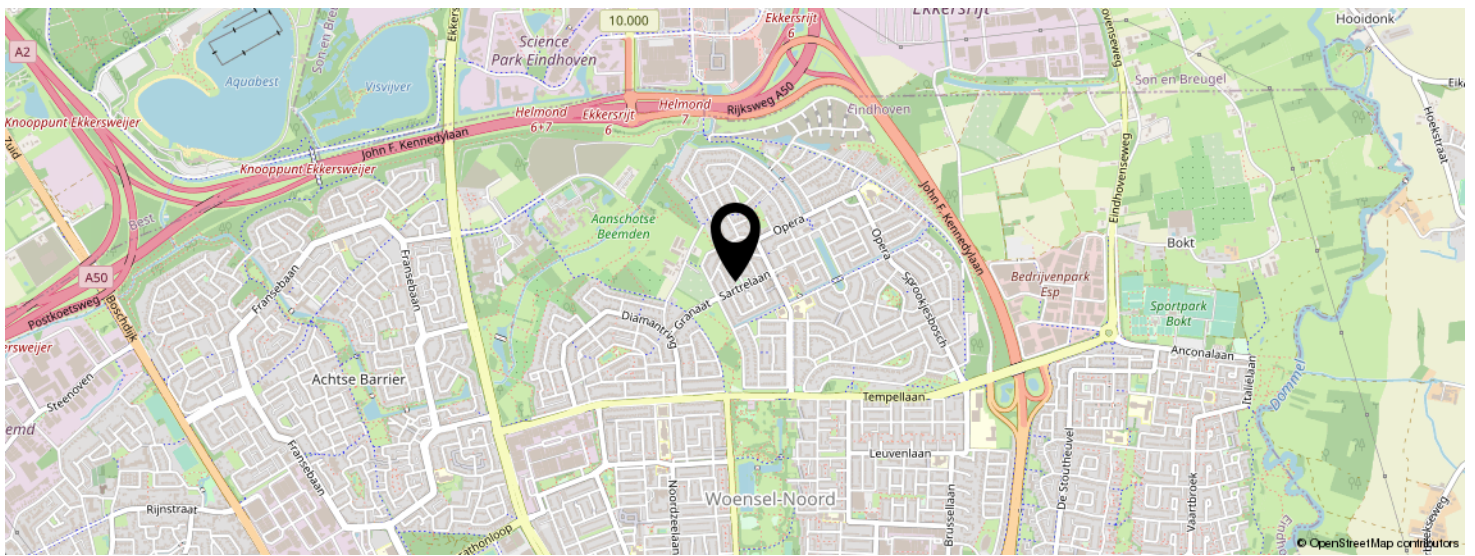 10.000
Ekkersrijt
6
Ekkersrijt
Hooidonk
A2
Science
Park Eindhoven
Aquabest
Visvijver
Son en Breugel
Helmond
6+7
Ekkersrijt
6
Helmond
7
Rijksweg A50
Eindhoven
Knooppunt Ekkersweijer
John F. Kennedylaan
Knooppunt Ekkersweijer
Zuid
Hoekstraat
Eindhovenseweg
Best
Aanschotse
Beemden
Opera
Opera
John F. Kennedylaan
Bokt
Fransebaan
Fransebaan
A50
Postkoetsweg
Boschdijk
Sartrelaan
Granaat
Diamantring
Sprookjesbosch
Bedrijvenpark
Esp
Sportpark
Bokt
Anconalaan
Italiëlaan
Dommel
Achtse Barrier
Steenoven
Tempellaan
Leuvenlaan
Fransebaan
Woensel-Noord
Noordzeelaan
Brussellaan
De Stoutheuvel
Vaartbroek
Rijnstraat
© OpenStreetMap contributors